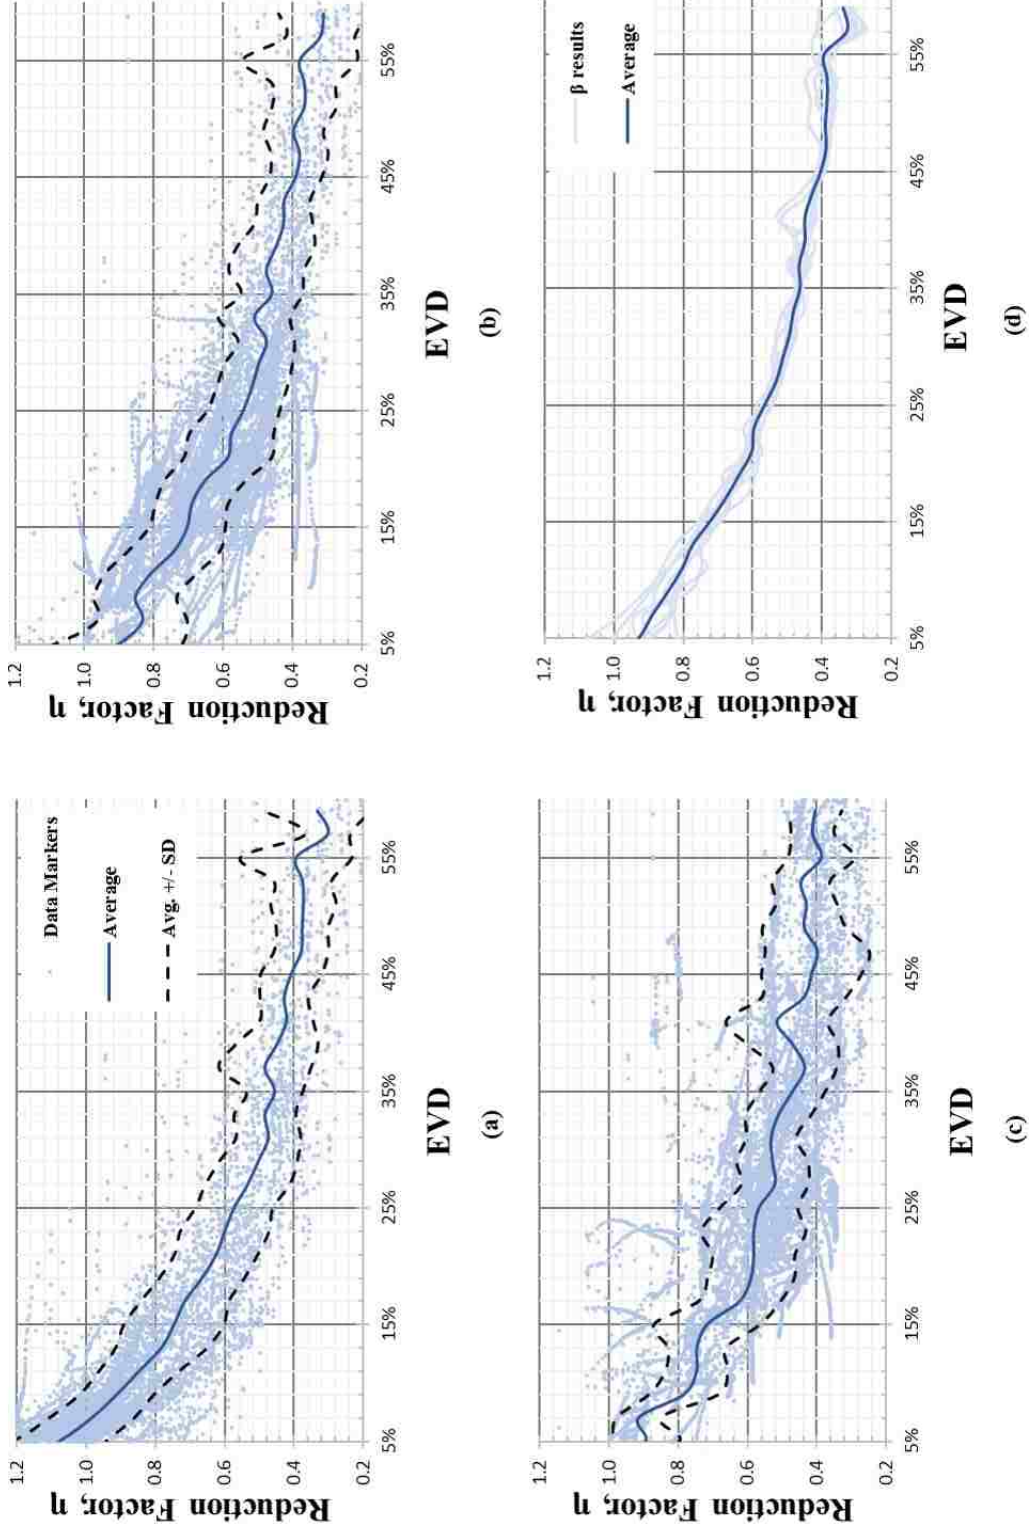 1.2
1.0
0.8
0.6
0.4
0.2
Reduction Factor, η
5%
15%
25%
35%
45%
55%
EVD
(a)
Data Markers
Average
Avg. +/- SD
1.2
1.0
0.8
0.6
0.4
0.2
Reduction Factor, η
5%
15%
25%
35%
45%
55%
EVD
(b)
1.2
1.0
0.8
0.6
0.4
0.2
Reduction Factor, η
5%
15%
25%
35%
45%
55%
EVD
(c)
1.2
1.0
0.8
0.6
0.4
0.2
Reduction Factor, η
5%
15%
25%
35%
45%
55%
EVD
(d)
β results
Average